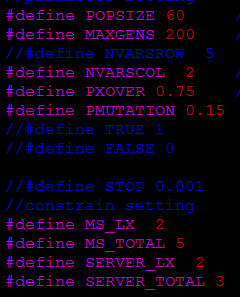 //parameter setting
#define POPSIZE 60 /
#define MAXGENS 200 /
//#define NVARSROW  5
#define NVARSCOL  2 /
#define PXOVER 0.75 /
#define PMUTATION 0.15
//#define TRUE 1
//#define FALSE 0
//#define STOP 0.001
//constrain setting
#define MS_LX  2
#define MS_TOTAL 5
#define SERVER_LX  2
#define SERVER_TOTAL 3